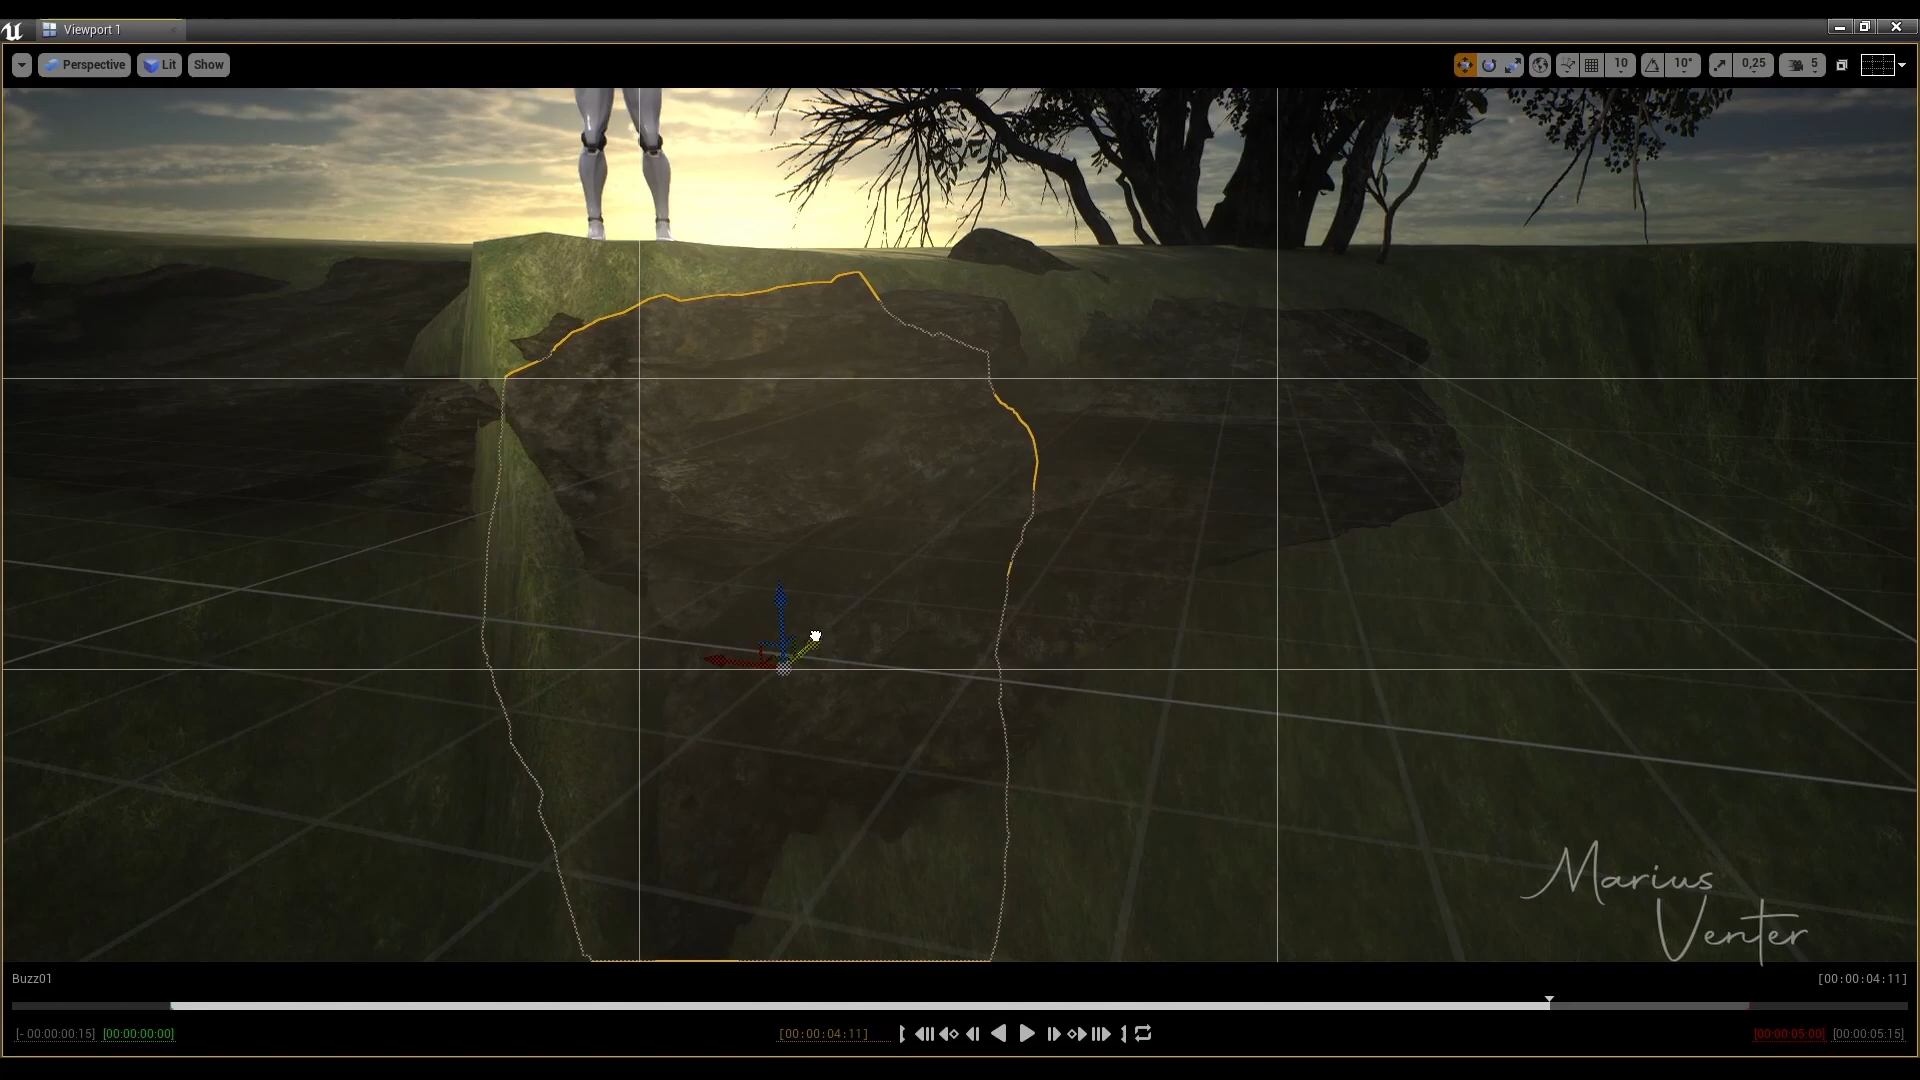 Viewport 1
Perspective
Lit
Show
10
10°
0,25
5
Marius
Venter
Buzz01
[00:00:04:11]
[- 00:00:00:15]
[00:00:00:00]
[00:00:04:11]
[00:00:05:00]
[00:00:05:15]